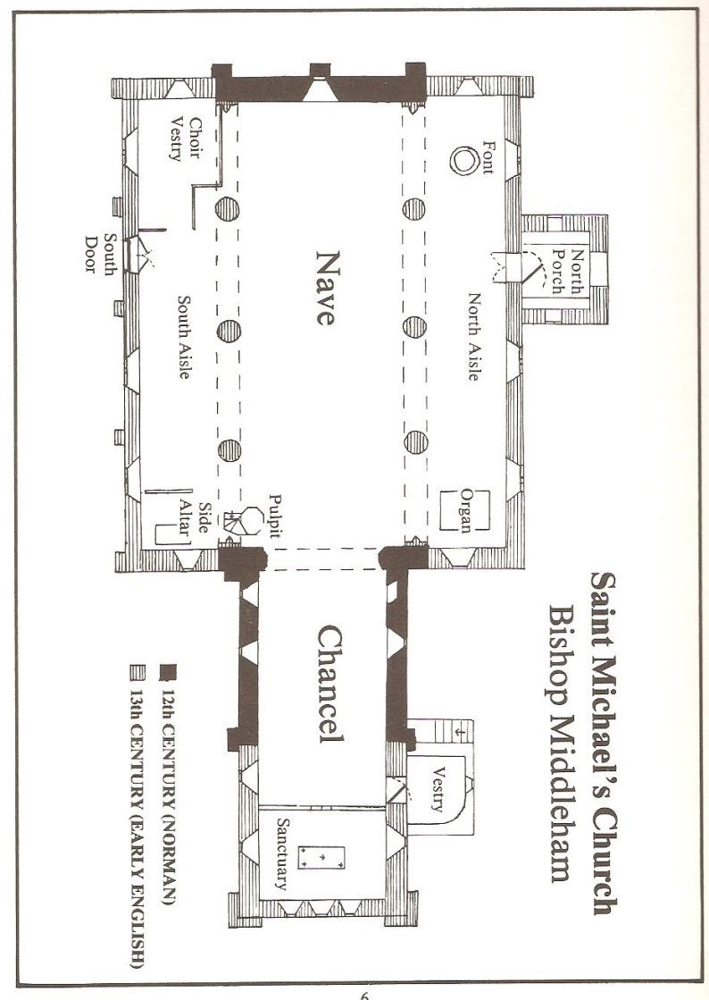 Saint Michael's Church
Bishop Middleham
North
Porch
Font
North Aisle
Organ
Vestry
Nave
Chancel
Pulpit
Sanctuary
Choir
Vestry
South Aisle
Side
Altar
South
Door
12th CENTURY (NORMAN)
13th CENTURY (EARLY ENGLISH)
6